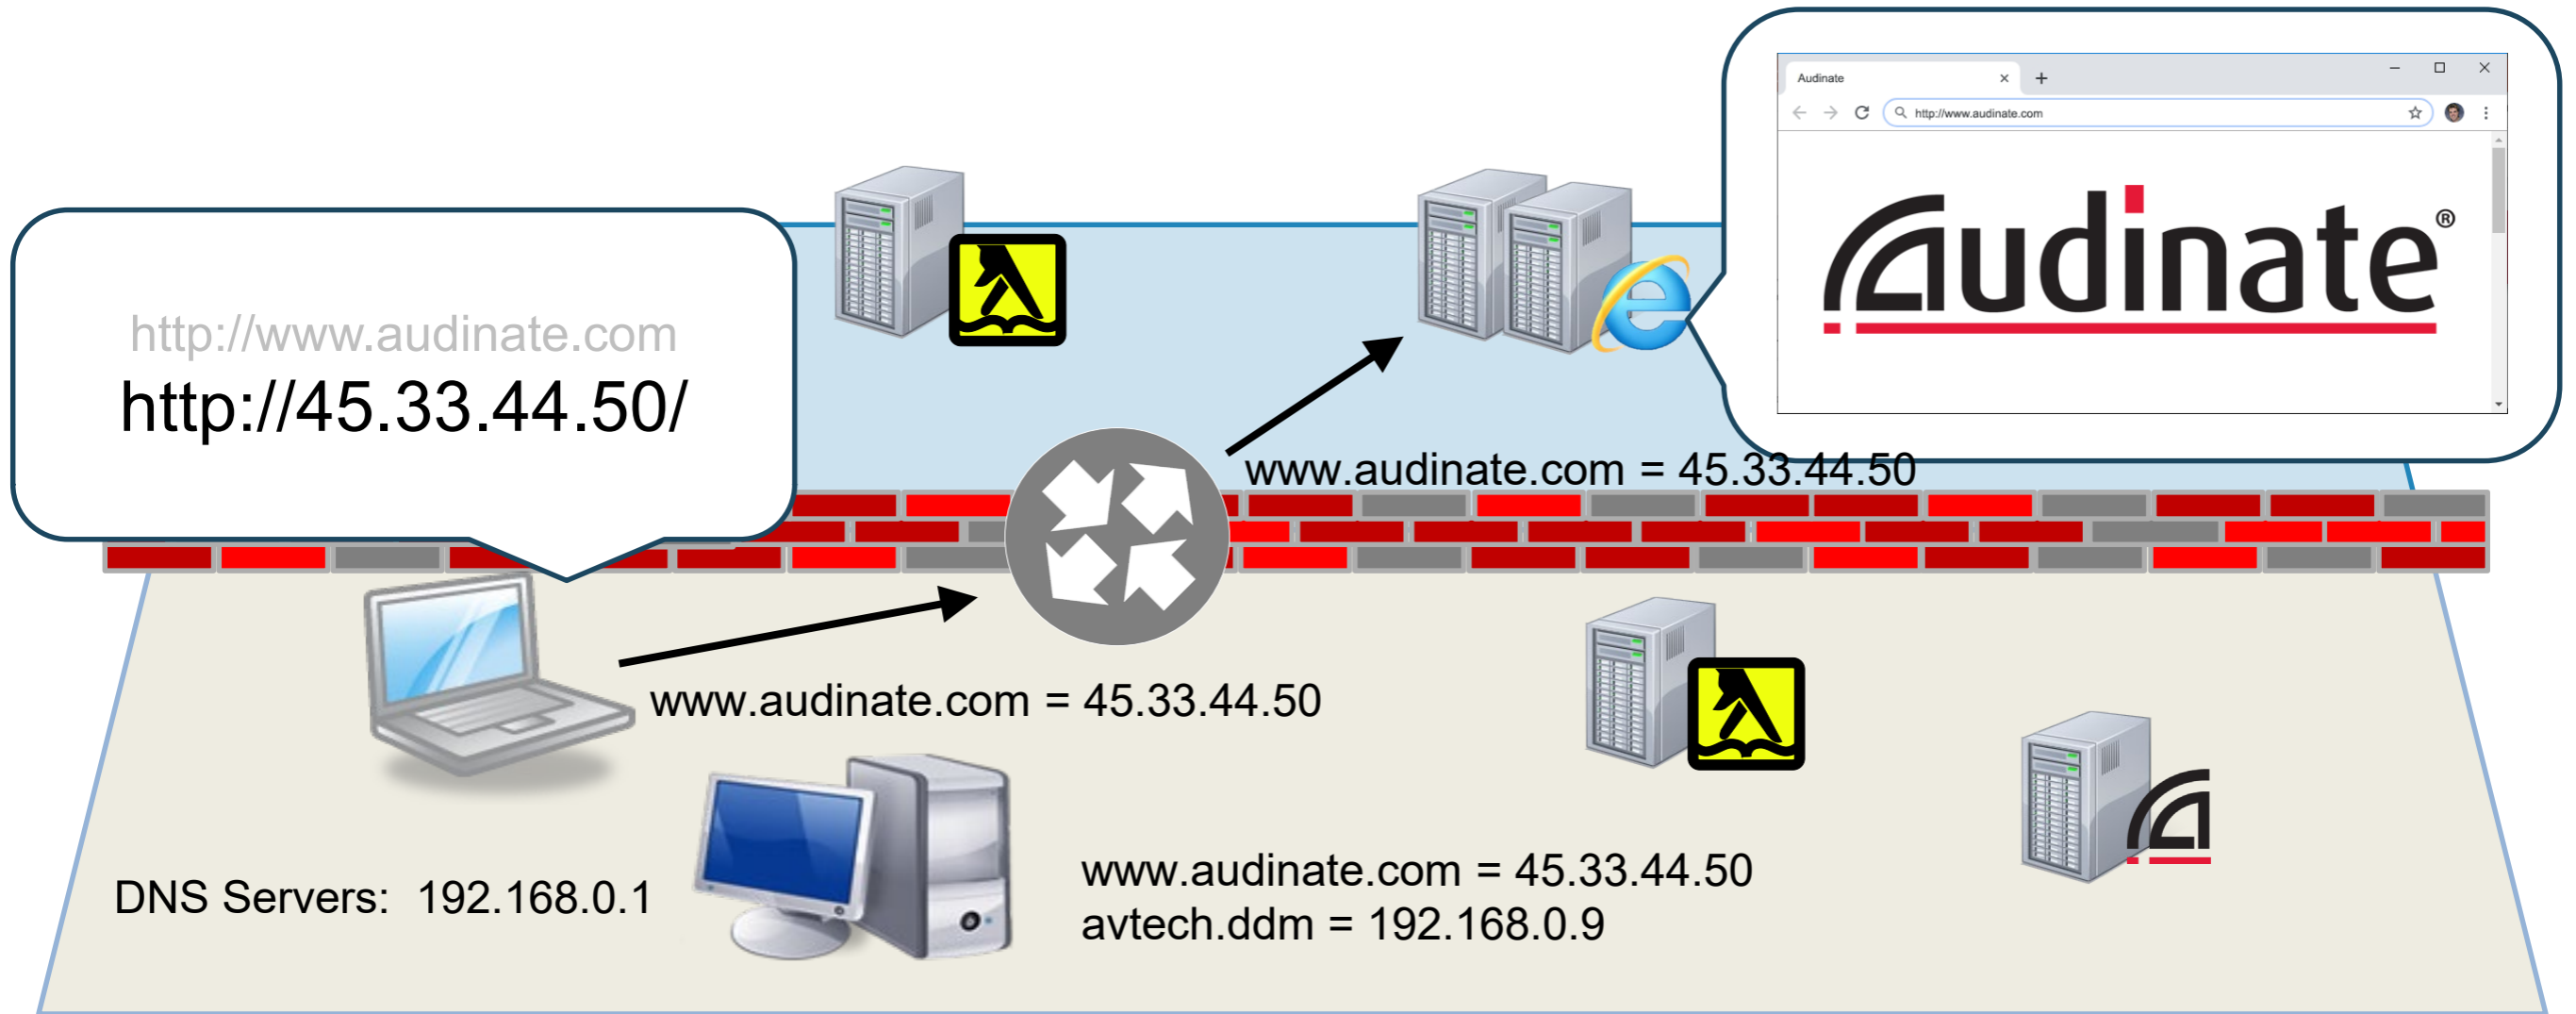 Audinate
http://www.audinate.com
Audinate®
http://www.audinate.com
http://45.33.44.50/
www.audinate.com = 45.33.44.50
www.audinate.com = 45.33.44.50
DNS Servers: 192.168.0.1
www.audinate.com = 45.33.44.50
avtech.ddm = 192.168.0.9